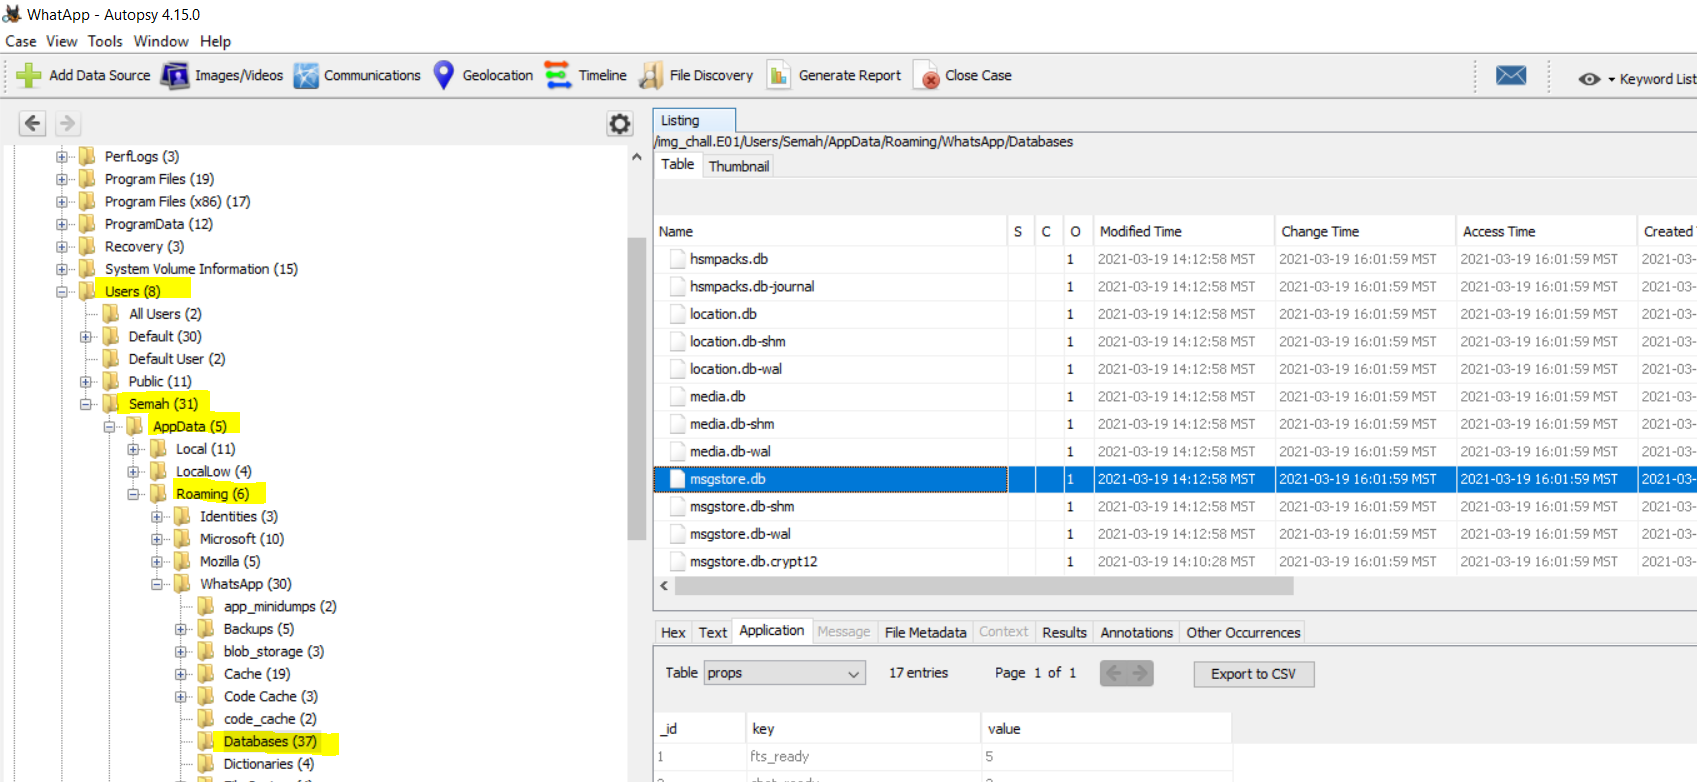 WhatApp - Autopsy 4.15.0
Case View Tools Window Help
Add Data Source Images/Videos Communications Geolocation Timeline File Discovery Generate Report Close Case Keyword List
PerfLogs (3)
Program Files (19)
Program Files (x86) (17)
ProgramData (12)
Recovery (3)
System Volume Information (15)
Users (8)
All Users (2)
Default (30)
Default User (2)
Public (11)
Semah (31)
AppData (5)
Local (11)
LocalLow (4)
Roaming (6)
Identities (3)
Microsoft (10)
Mozilla (5)
WhatsApp (30)
app_minidumps (2)
Backups (5)
blob_storage (3)
Cache (19)
Code Cache (3)
code_cache (2)
Databases (37)
Dictionaries (4)
Listing
/img_chall.E01/Users/Semah/AppData/Roaming/WhatsApp/Databases
Table Thumbnail
Name S C O Modified Time Change Time Access Time Created
hsmpacks.db 1 2021-03-19 14:12:58 MST 2021-03-19 16:01:59 MST 2021-03-19 16:01:59 MST 2021-03-
hsmpacks.db-journal 1 2021-03-19 14:12:58 MST 2021-03-19 16:01:59 MST 2021-03-19 16:01:59 MST 2021-03-
location.db 1 2021-03-19 14:12:58 MST 2021-03-19 16:01:59 MST 2021-03-19 16:01:59 MST 2021-03-
location.db-shm 1 2021-03-19 14:12:58 MST 2021-03-19 16:01:59 MST 2021-03-19 16:01:59 MST 2021-03-
location.db-wal 1 2021-03-19 14:12:58 MST 2021-03-19 16:01:59 MST 2021-03-19 16:01:59 MST 2021-03-
media.db 1 2021-03-19 14:12:58 MST 2021-03-19 16:01:59 MST 2021-03-19 16:01:59 MST 2021-03-
media.db-shm 1 2021-03-19 14:12:58 MST 2021-03-19 16:01:59 MST 2021-03-19 16:01:59 MST 2021-03-
media.db-wal 1 2021-03-19 14:12:58 MST 2021-03-19 16:01:59 MST 2021-03-19 16:01:59 MST 2021-03-
msgstore.db 1 2021-03-19 14:12:58 MST 2021-03-19 16:01:59 MST 2021-03-19 16:01:59 MST 2021-03-
msgstore.db-shm 1 2021-03-19 14:12:58 MST 2021-03-19 16:01:59 MST 2021-03-19 16:01:59 MST 2021-03-
msgstore.db-wal 1 2021-03-19 14:12:58 MST 2021-03-19 16:01:59 MST 2021-03-19 16:01:59 MST 2021-03-
msgstore.db.crypt12 1 2021-03-19 14:10:28 MST 2021-03-19 16:01:59 MST 2021-03-19 16:01:59 MST 2021-03-
Hex Text Application Message File Metadata Context Results Annotations Other Occurrences
Table props 17 entries Page 1 of 1 Export to CSV
_id key value
1 fts_ready 5